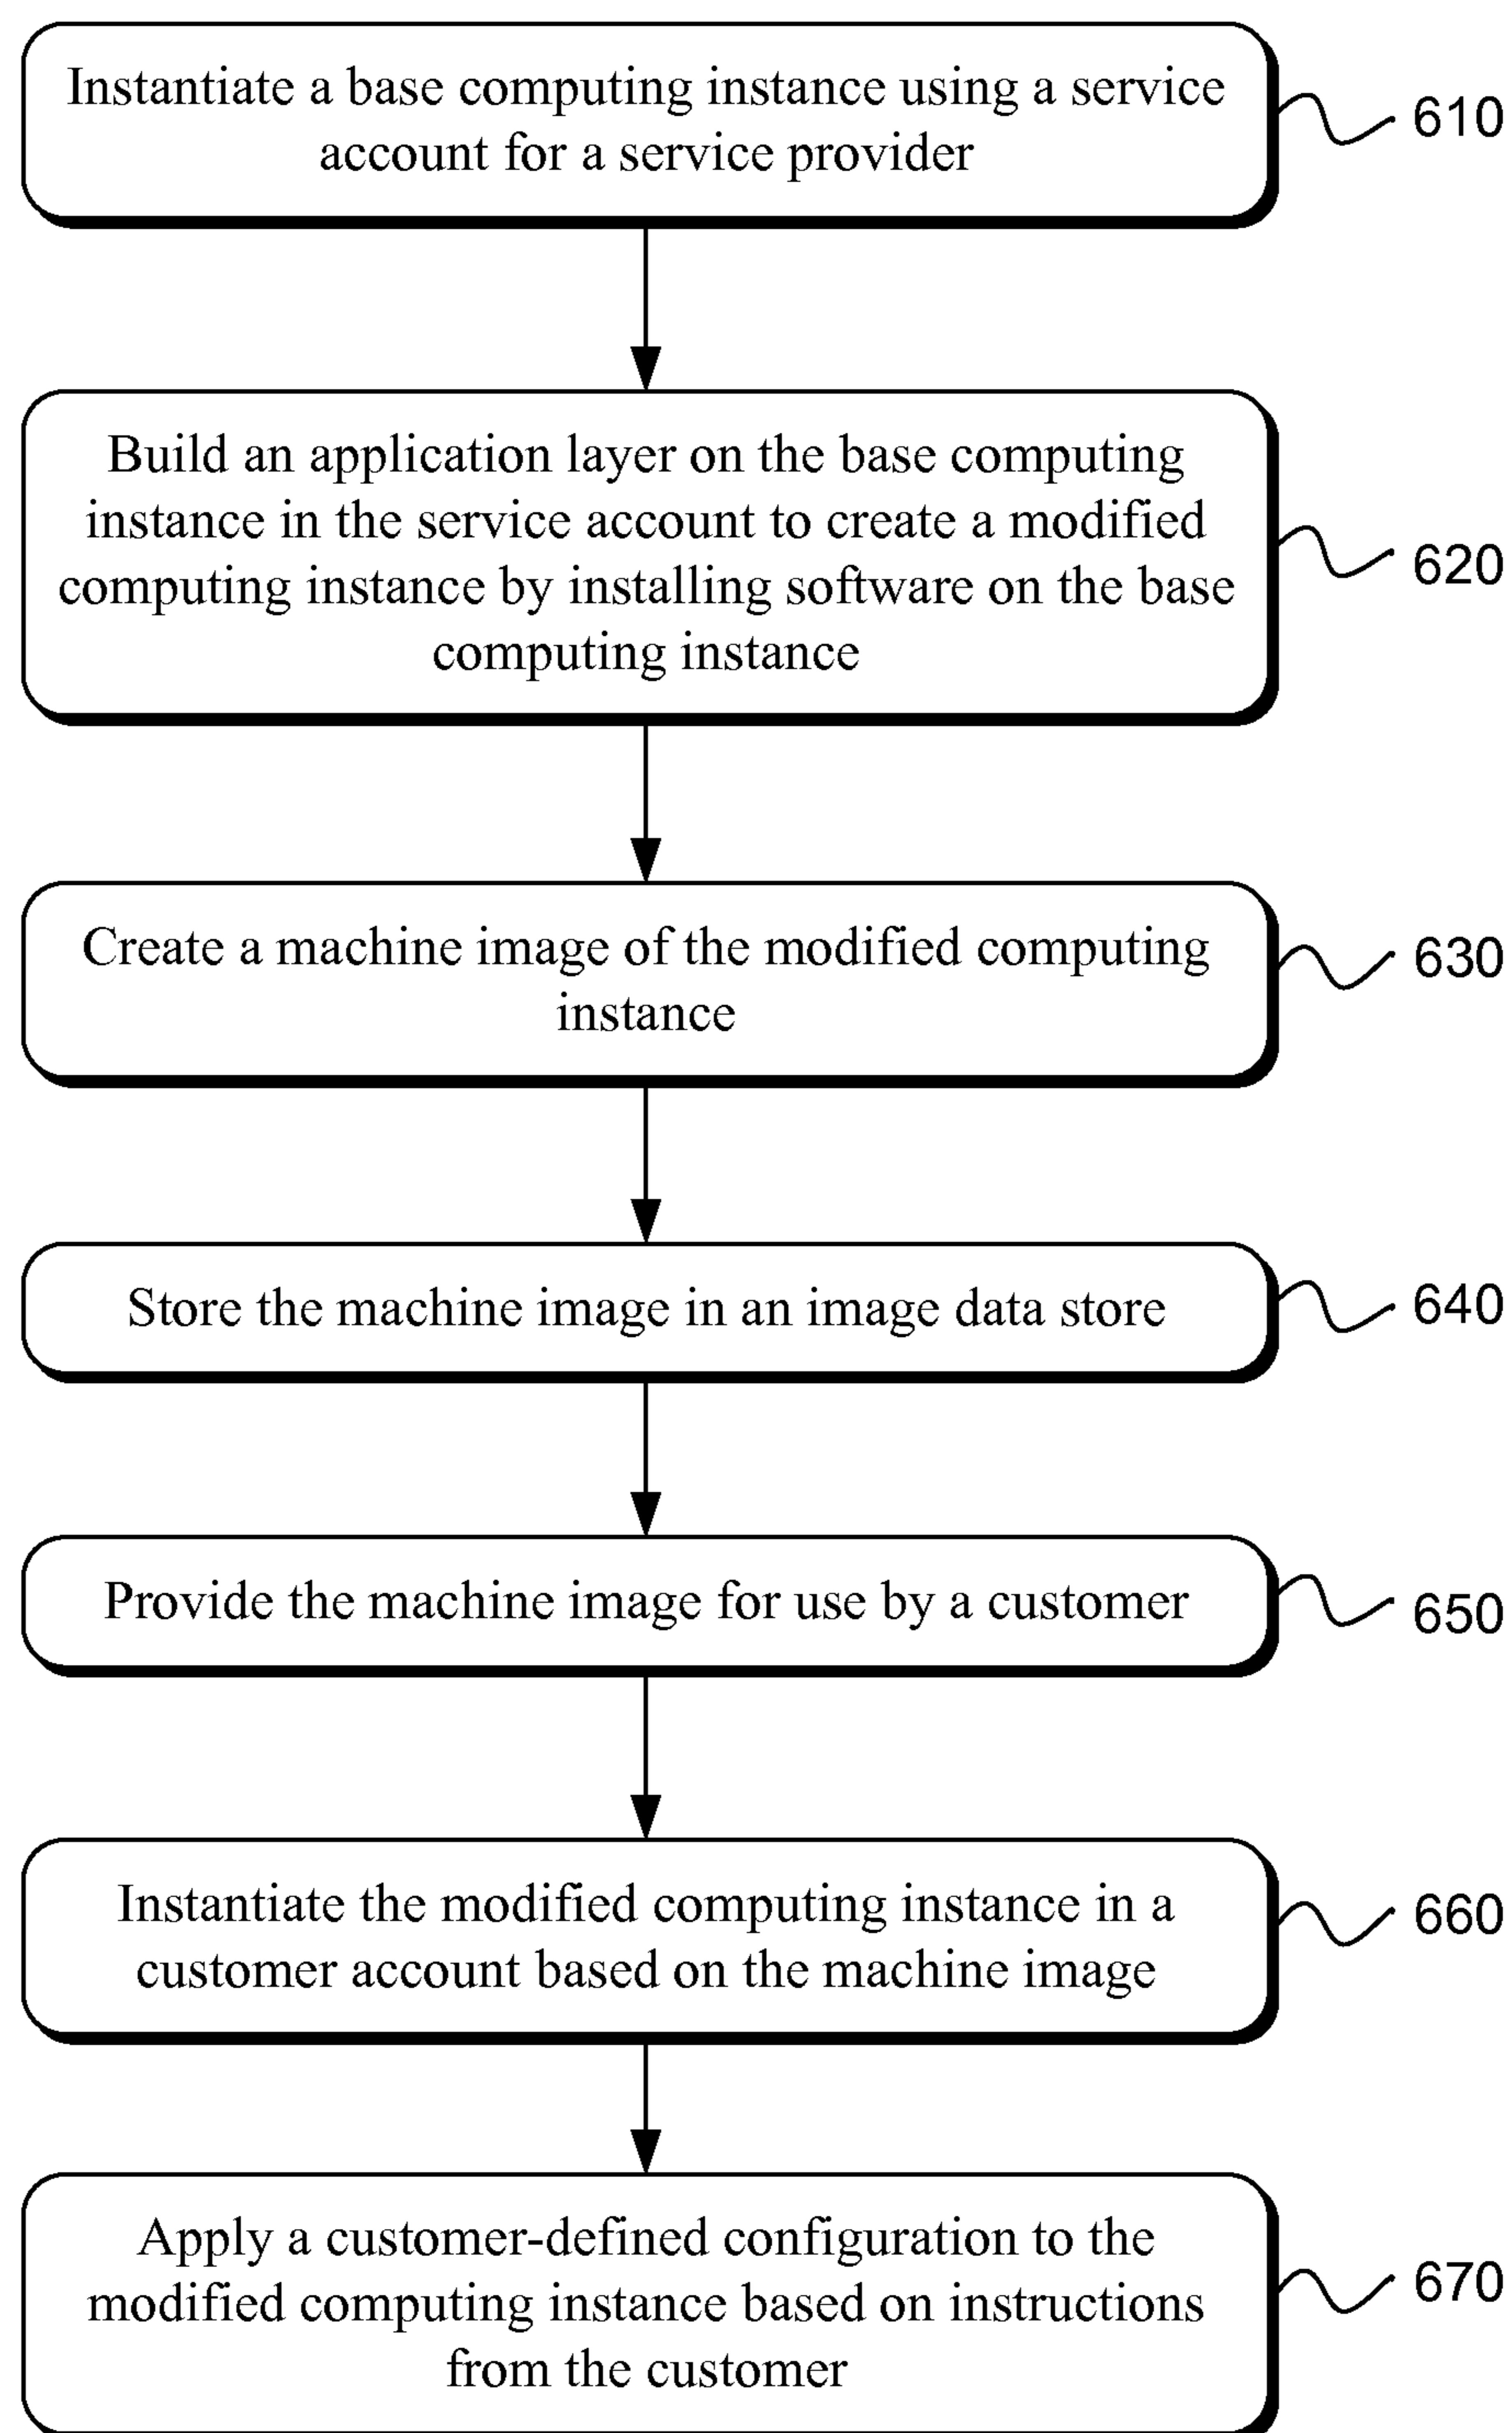 Instantiate a base computing instance using a service
account for a service provider
610
Build an application layer on the base computing
instance in the service account to create a modified
computing instance by installing software on the base
computing instance
620
Create a machine image of the modified computing
instance
630
Store the machine image in an image data store
640
Provide the machine image for use by a customer
650
Instantiate the modified computing instance in a
customer account based on the machine image
660
Apply a customer-defined configuration to the
modified computing instance based on instructions
from the customer
670